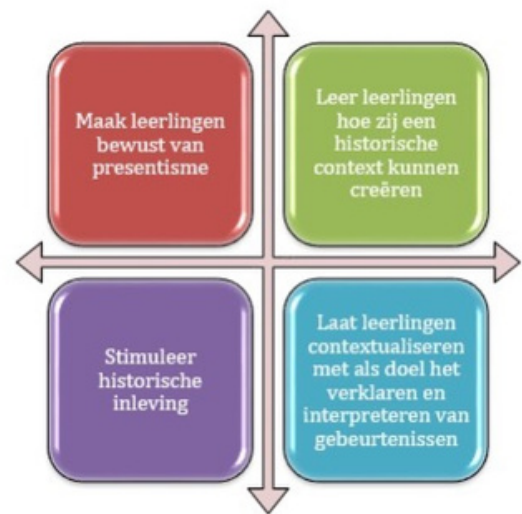 Maak leerlingen
bewust van
presentisme
Leer leerlingen
hoe zij een
historische
context kunnen
creëren
Stimuleer
historische
inleving
Laat leerlingen
contextualiseren
met als doel het
verklaren en
interpreteren van
gebeurtenissen